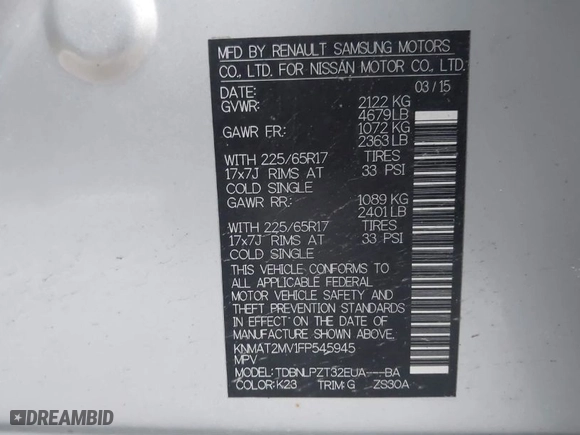 MFD BY RENAULT SAMSUNG MOTORS
CO., LTD. FOR NISSAN MOTOR CO., LTD.
DATE: 03/15
GVWR: 2122 KG
4679 LB
GAWR FR: 1072 KG
2363 LB
WITH 225/65R17 TIRES
17x7J RIMS AT 33 PSI
COLD SINGLE
GAWR RR: 1089 KG
2401 LB
WITH 225/65R17 TIRES
17x7J RIMS AT 33 PSI
COLD SINGLE
THIS VEHICLE CONFORMS TO
ALL APPLICABLE FEDERAL
MOTOR VEHICLE SAFETY AND
THEFT PREVENTION STANDARDS
IN EFFECT ON THE DATE OF
MANUFACTURE SHOWN ABOVE.
KNMAT2MV1FP545945
MPV
MODEL: TDBNLPZT32EUA---BA
COLOR: K23 TRIM: G ZS30A
DREAMBID